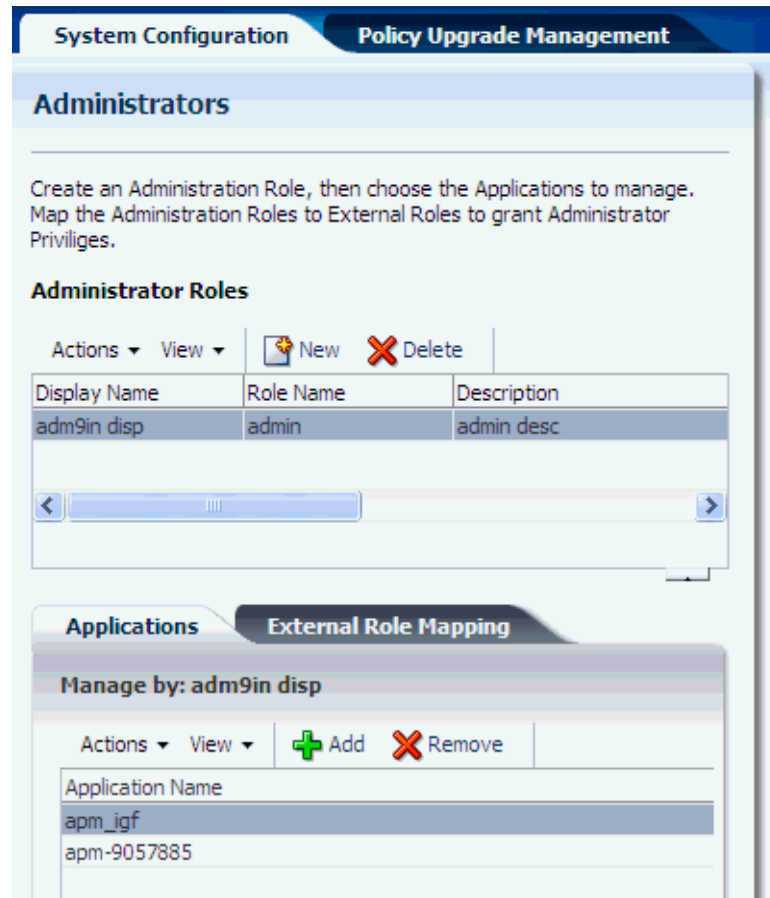 System Configuration Policy Upgrade Management
Administrators
Create an Administration Role, then choose the Applications to manage.
Map the Administration Roles to External Roles to grant Administrator
Priviliges.
Administrator Roles
Actions View New Delete
Display Name Role Name Description
adm9in disp admin admin desc
Applications External Role Mapping
Manage by: adm9in disp
Actions View Add Remove
Application Name
apm_igf
apm-9057885